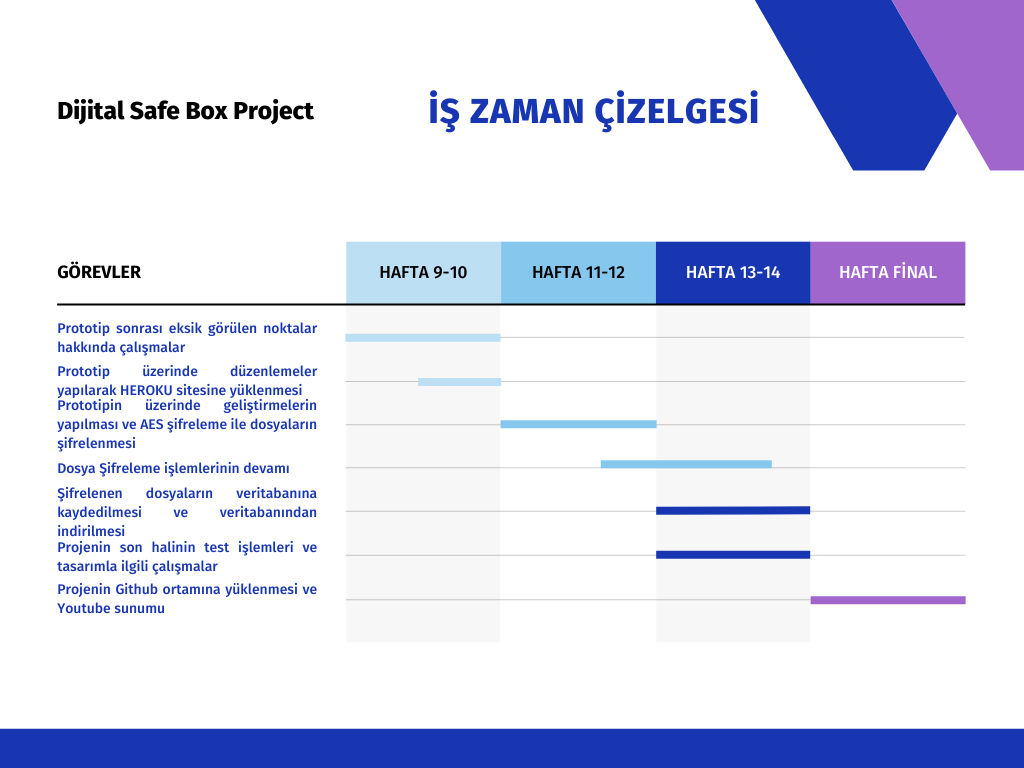 Dijital Safe Box Project
İŞ ZAMAN ÇİZELGESİ
GÖREVLER
HAFTA 9-10
HAFTA 11-12
HAFTA 13-14
HAFTA FİNAL
Prototip sonrası eksik görülen noktalar
hakkında çalışmalar
Prototip üzerinde düzenlemeler
yapılarak HEROKU sitesine yüklenmesi
Prototipin üzerinde geliştirmelerin
yapılması ve AES şifreleme ile dosyaların
şifrelenmesi
Dosya Şifreleme işlemlerinin devamı
Şifrelenen dosyaların veritabanına
kaydedilmesi ve veritabanından
indirilmesi
Projenin son halinin test işlemleri ve
tasarımla ilgili çalışmalar
Projenin Github ortamına yüklenmesi ve
Youtube sunumu